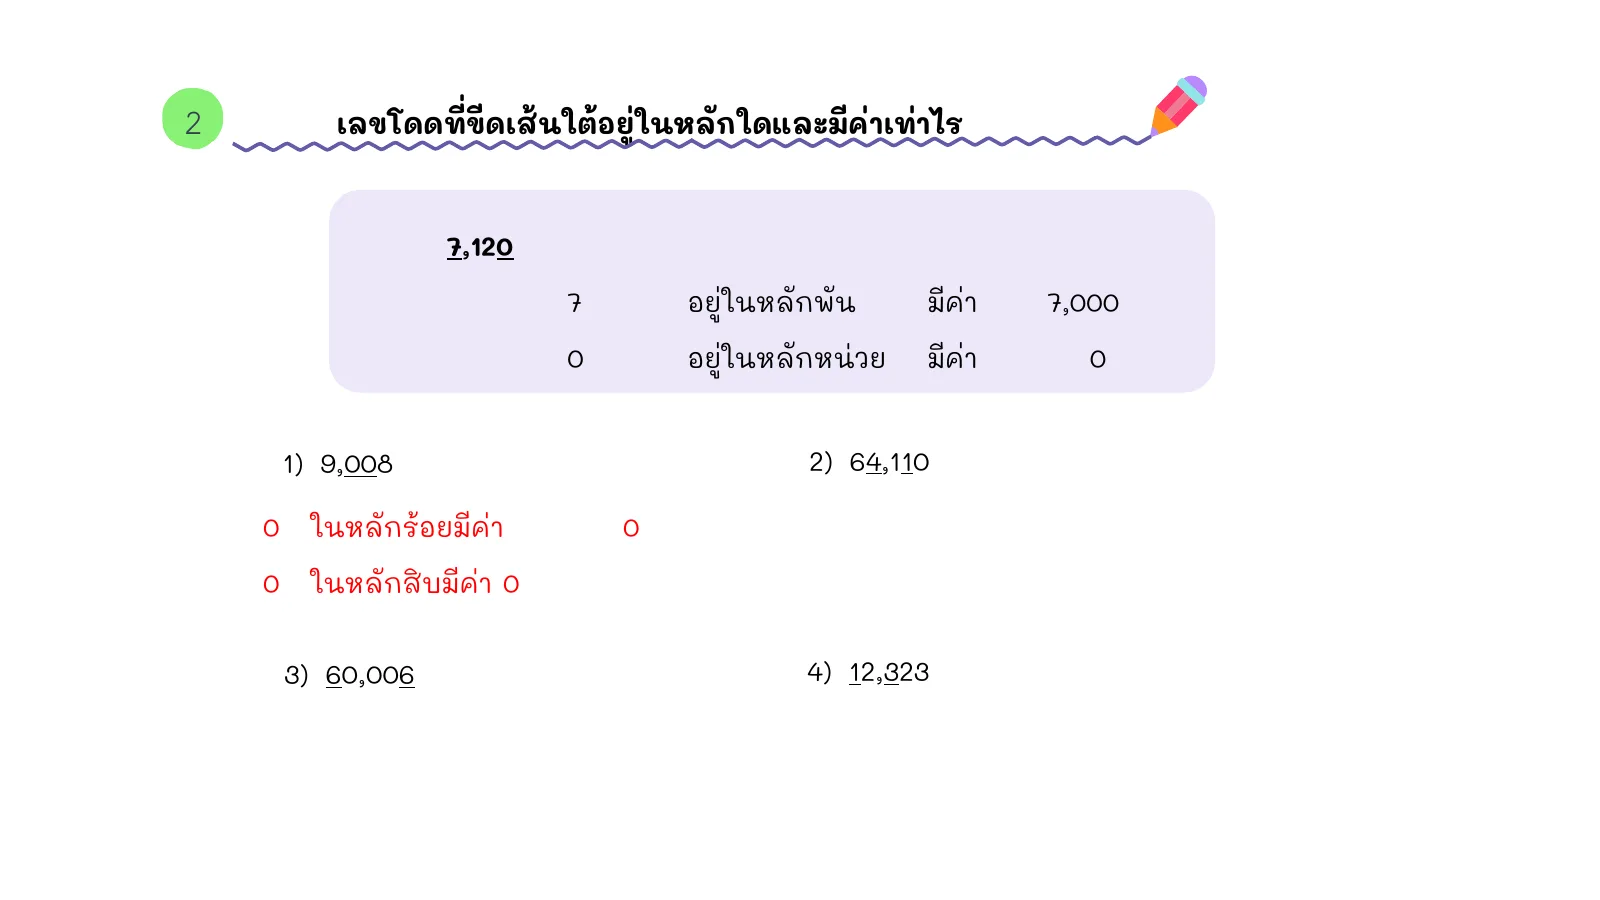 2
เลขโดดที่ขีดเส้นใต้อยู่ในหลักใดและมีค่าเท่าไร
7,120
7 อยู่ในหลักพัน มีค่า 7,000
0 อยู่ในหลักหน่วย มีค่า 0
1) 9,008
2) 64,110
0 ในหลักร้อยมีค่า 0
0 ในหลักสิบมีค่า 0
3) 60,006
4) 12,323